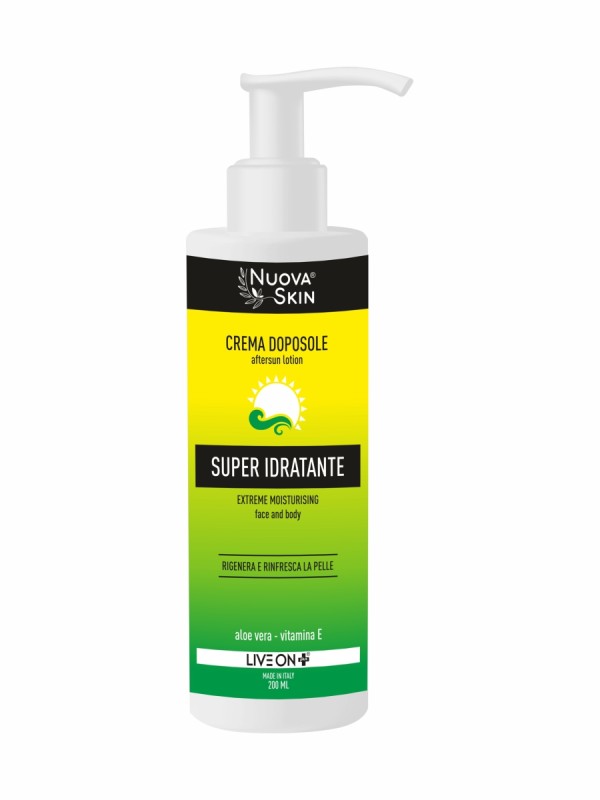 NUOVA®
SKIN
CREMA DOPOSOLE
aftersun lotion
SUPER IDRATANTE
EXTREME MOISTURISING
face and body
RIGENERA E RINFRESCA LA PELLE
aloe vera - vitamina E
LIVE ON
MADE IN ITALY
200 ML